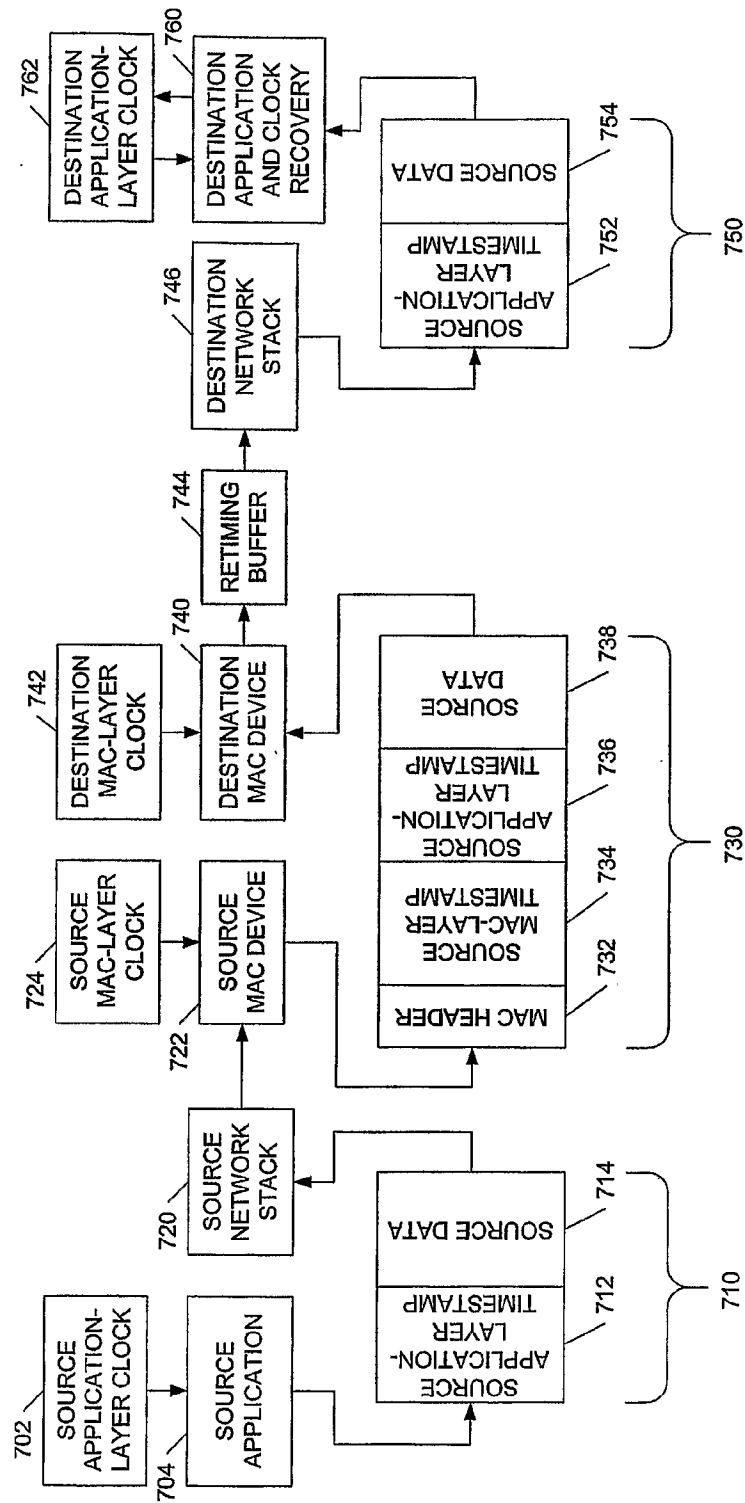 702
SOURCE
APPLICATION-
LAYER CLOCK
704
SOURCE
APPLICATION
SOURCE
APPLICATION-
LAYER
TIMESTAMP
712
SOURCE DATA
714
710
720
SOURCE
NETWORK
STACK
724
SOURCE
MAC-LAYER
CLOCK
722
SOURCE
MAC DEVICE
MAC HEADER
732
SOURCE
MAC-LAYER
TIMESTAMP
734
SOURCE
APPLICATION-
LAYER
TIMESTAMP
736
SOURCE
DATA
738
730
742
DESTINATION
MAC-LAYER
CLOCK
740
DESTINATION
MAC DEVICE
744
RETIMING
BUFFER
746
DESTINATION
NETWORK
STACK
SOURCE
APPLICATION-
LAYER
TIMESTAMP
752
SOURCE DATA
754
750
762
DESTINATION
APPLICATION-
LAYER CLOCK
760
DESTINATION
APPLICATION
AND CLOCK
RECOVERY